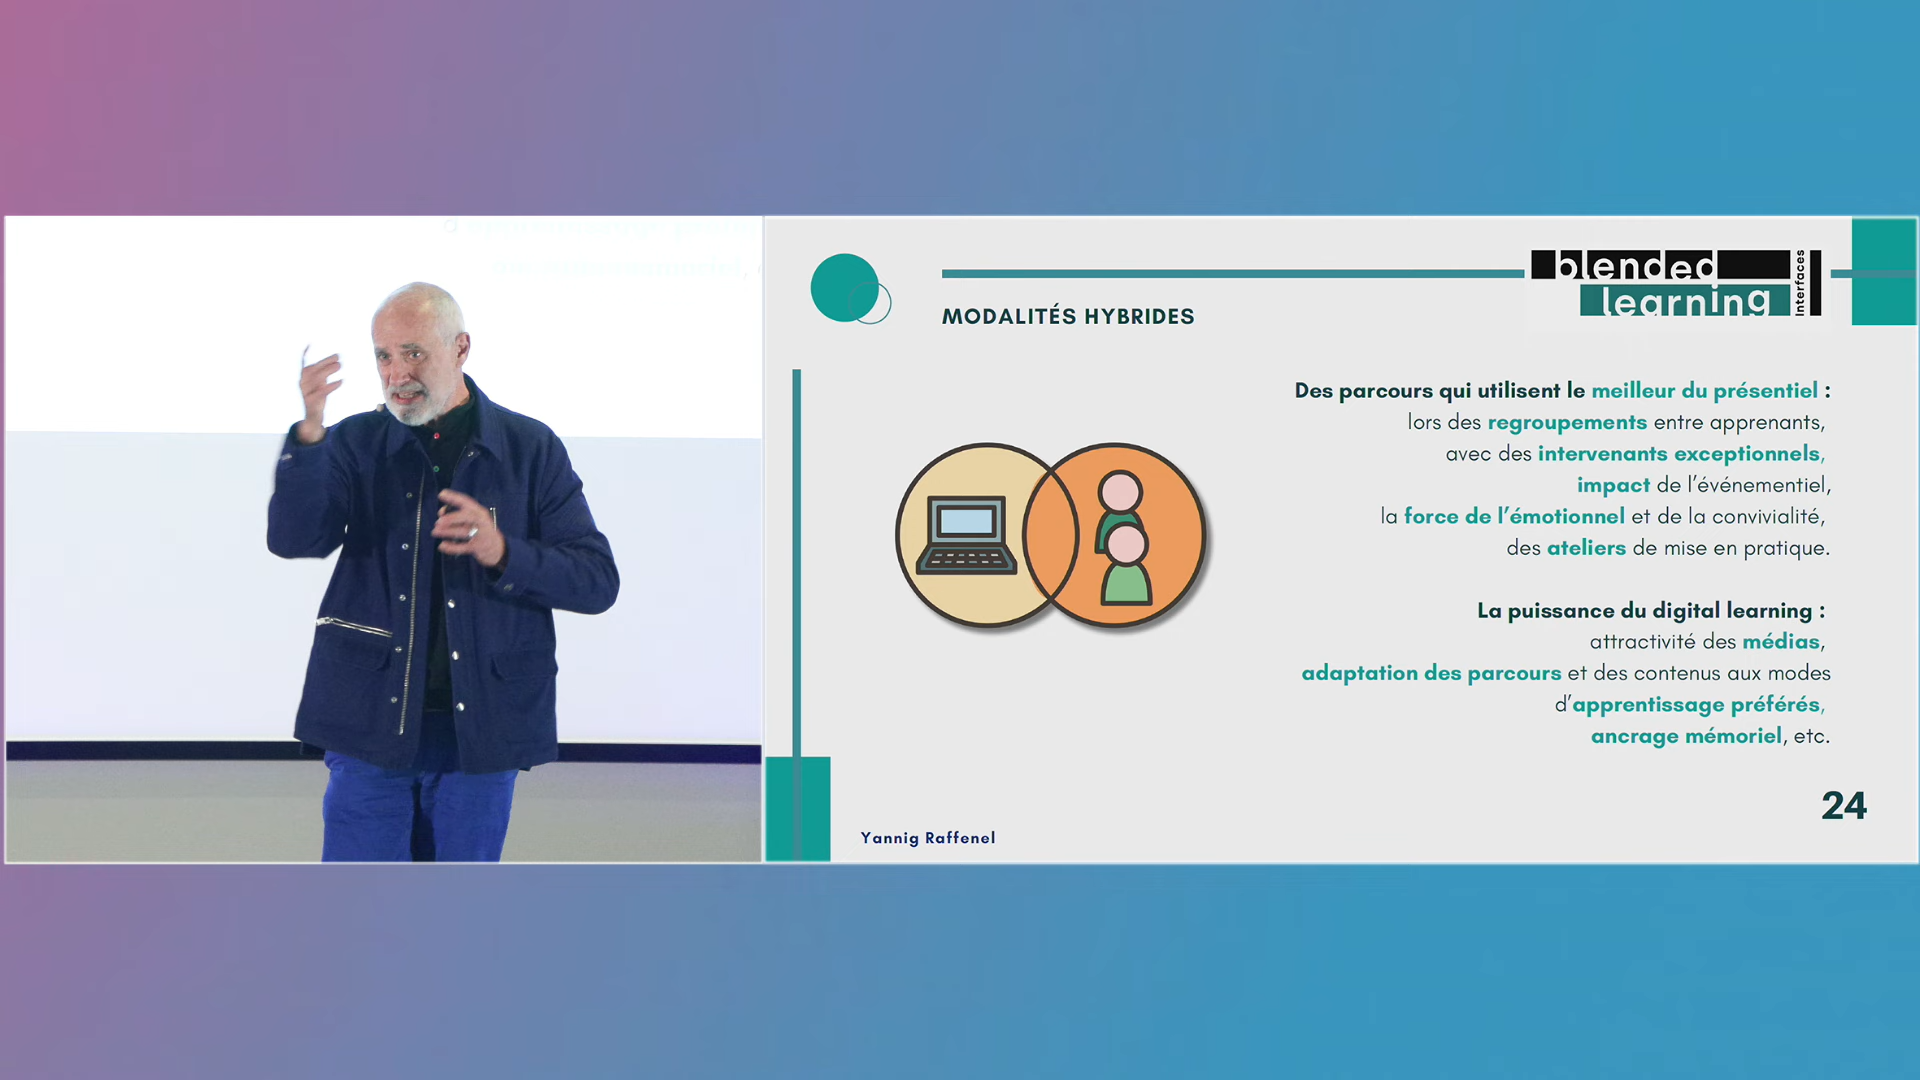 blended
learning
Interfaces
MODALITÉS HYBRIDES
Des parcours qui utilisent le meilleur du présentiel :
lors des regroupements entre apprenants,
avec des intervenants exceptionnels,
impact de l’événementiel,
la force de l’émotionnel et de la convivialité,
des ateliers de mise en pratique.
La puissance du digital learning :
attractivité des médias,
adaptation des parcours et des contenus aux modes
d’apprentissage préférés,
ancrage mémoriel, etc.
24
Yannig Raffenel